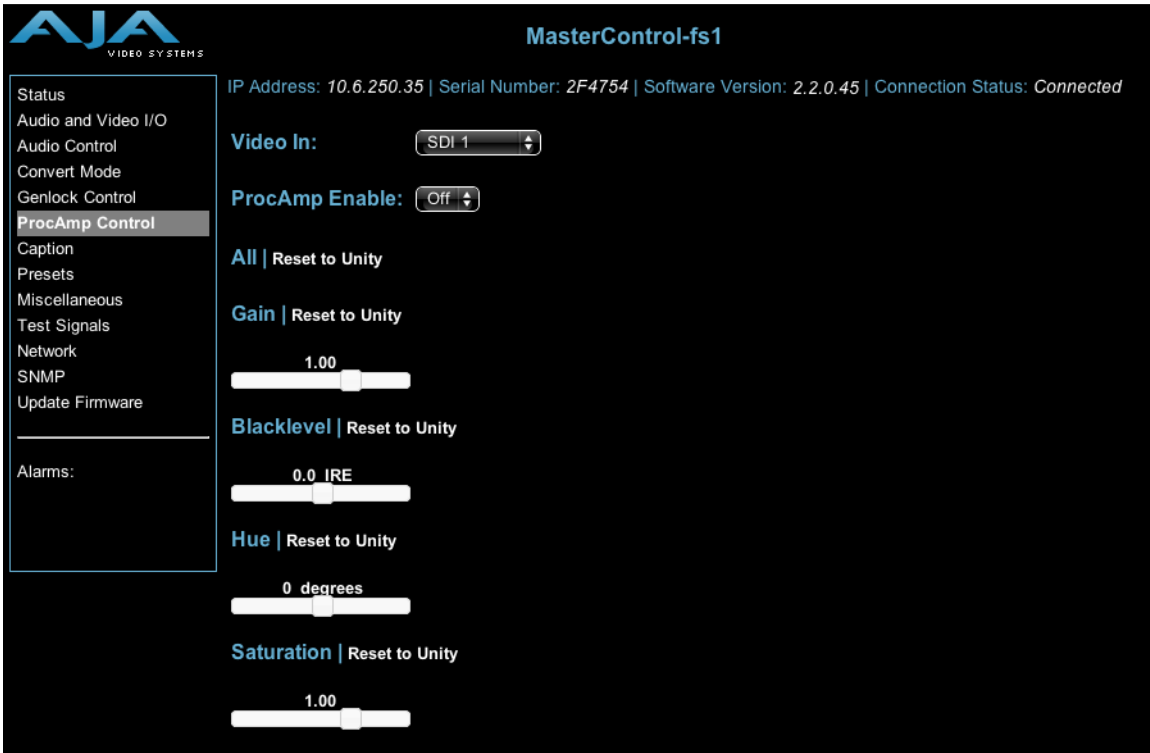 AJA
VIDEO SYSTEMS
MasterControl-fs1
IP Address: 10.6.250.35 | Serial Number: 2F4754 | Software Version: 2.2.0.45 | Connection Status: Connected
Status
Audio and Video I/O
Audio Control
Convert Mode
Genlock Control
ProcAmp Control
Caption
Presets
Miscellaneous
Test Signals
Network
SNMP
Update Firmware
Alarms:
Video In: SDI 1
ProcAmp Enable: Off
All | Reset to Unity
Gain | Reset to Unity
1.00
Blacklevel | Reset to Unity
0.0 IRE
Hue | Reset to Unity
0 degrees
Saturation | Reset to Unity
1.00